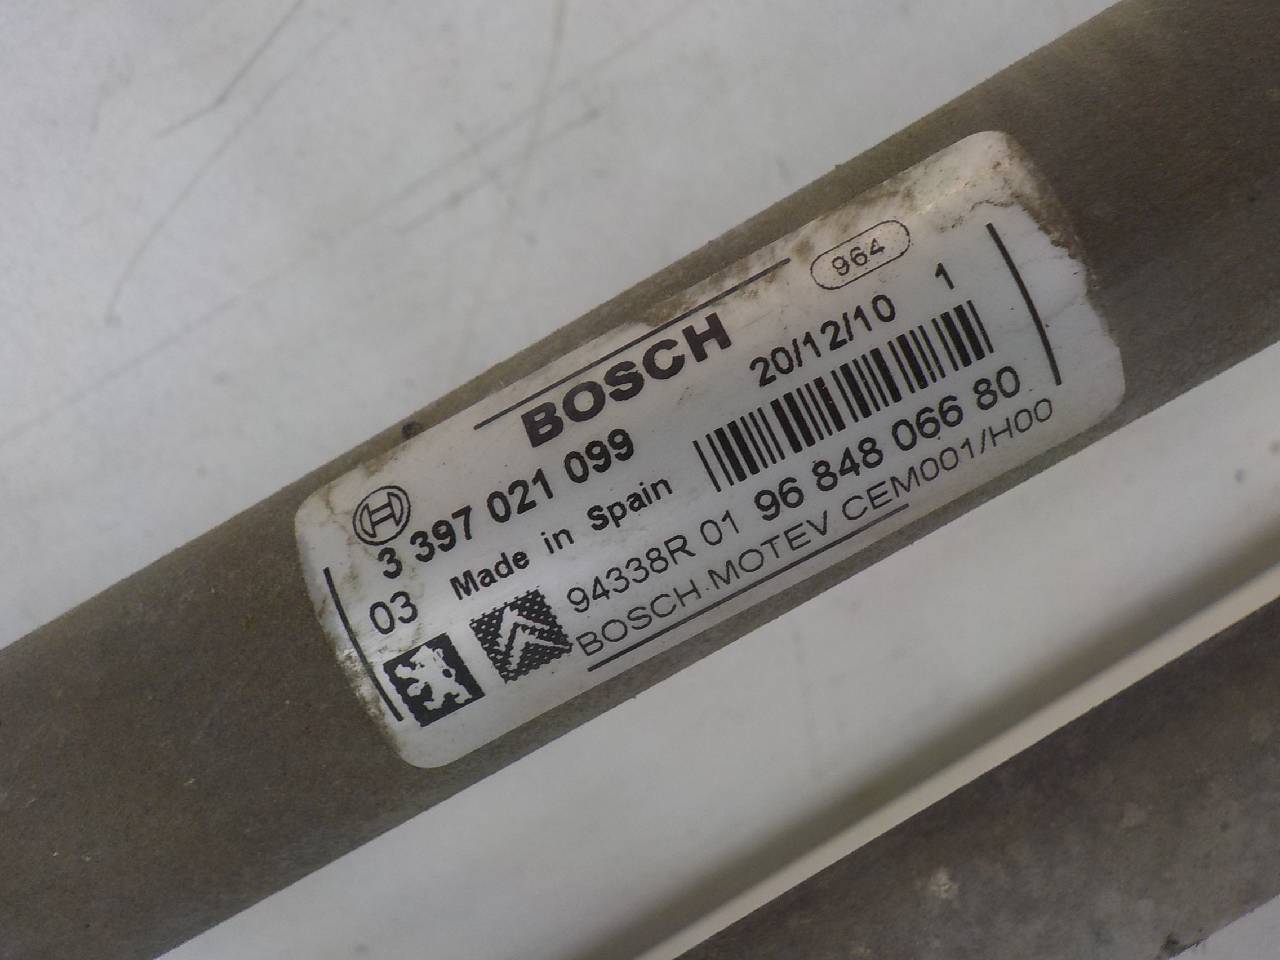 BOSCH
964
3 397 021 099
20/12/10 1
03 Made in Spain
94338R 01 96 848 066 80
BOSCH.MOTEV CEM001/H00